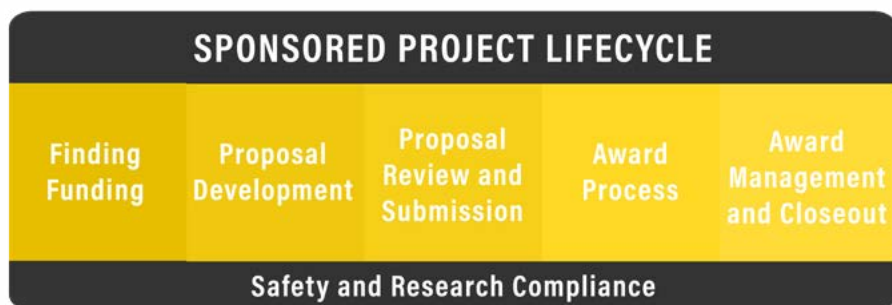 SPONSORED PROJECT LIFECYCLE
Finding
Funding
Proposal
Development
Proposal
Review and
Submission
Award
Process
Award
Management
and Closeout
Safety and Research Compliance